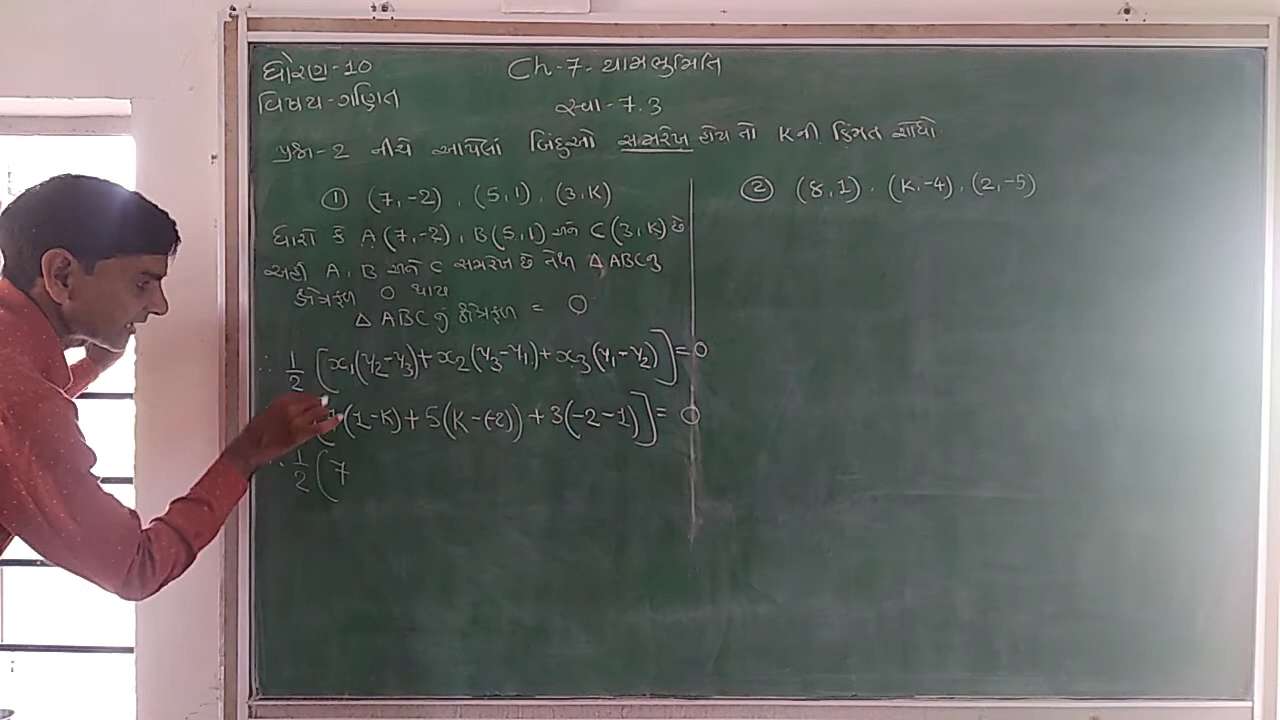 ધોરણ-10
Ch-7-યામભુમિતિ
વિષય-ગણિત
સ્વા-7.3
પ્રશ્ન-2 નીચે આપેલાં બિંદુઓ સમરેખ હોય તો Kની કિંમત શોધો.
① (7,-2) , (5,1) , (3,K)
ધારો કે A(7,-2), B(5,1) અને C(3,K) છે
અહીં A, B અને C સમરેખ છે તેથી △ABCનું
ક્ષેત્રફળ 0 થાય
△ABCનું ક્ષેત્રફળ = 0
∴ 1/2 [x₁(y₂-y₃)+x₂(y₃-y₁)+x₃(y₁-y₂)]=0
(1-K)+5(K-(-2))+3(-2-1)]=0
∴ 1/2 (7
② (8,1), (K,-4), (2,-5)